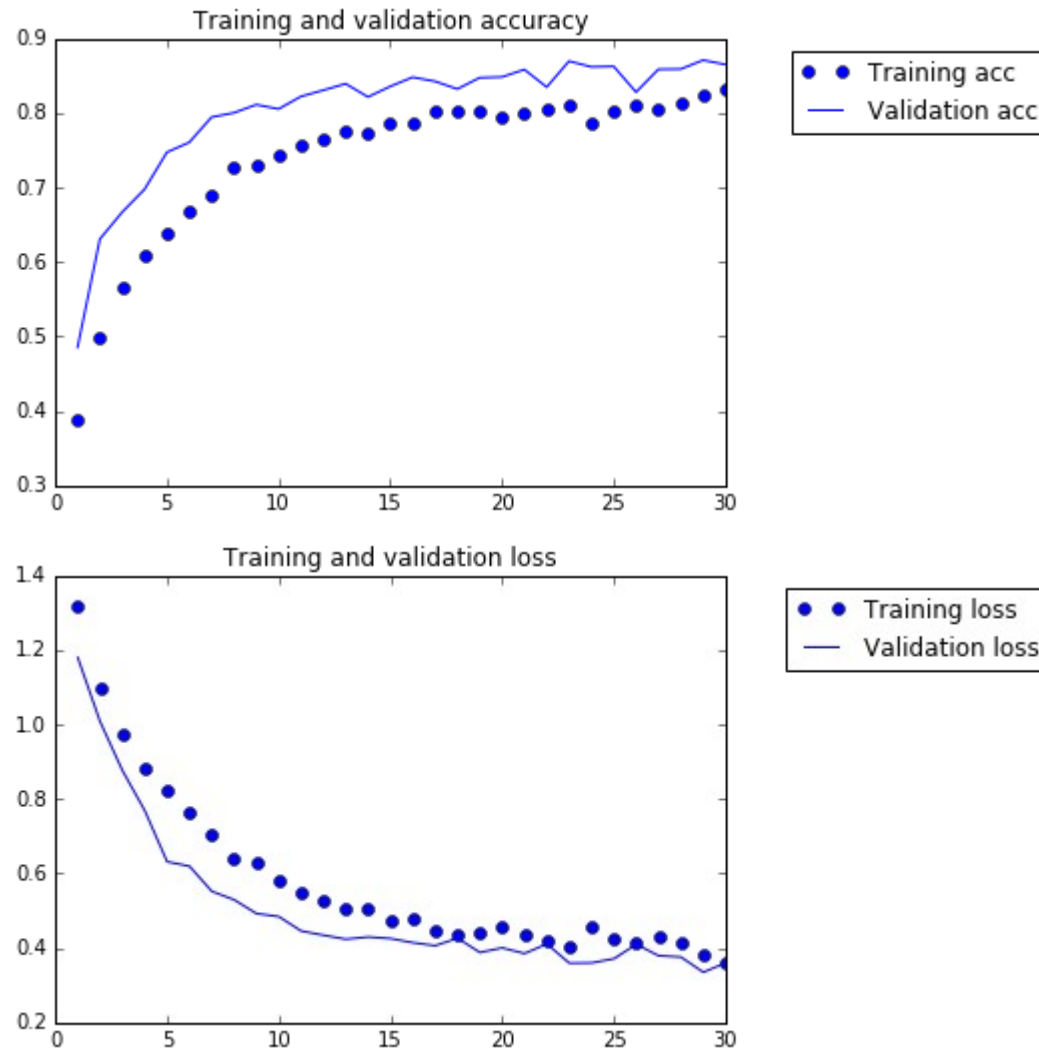 Training and validation accuracy
0.9
0.8
0.7
0.6
0.5
0.4
0.3
0 5 10 15 20 25 30
Training acc
Validation acc
Training and validation loss
1.4
1.2
1.0
0.8
0.6
0.4
0.2
0 5 10 15 20 25 30
Training loss
Validation loss